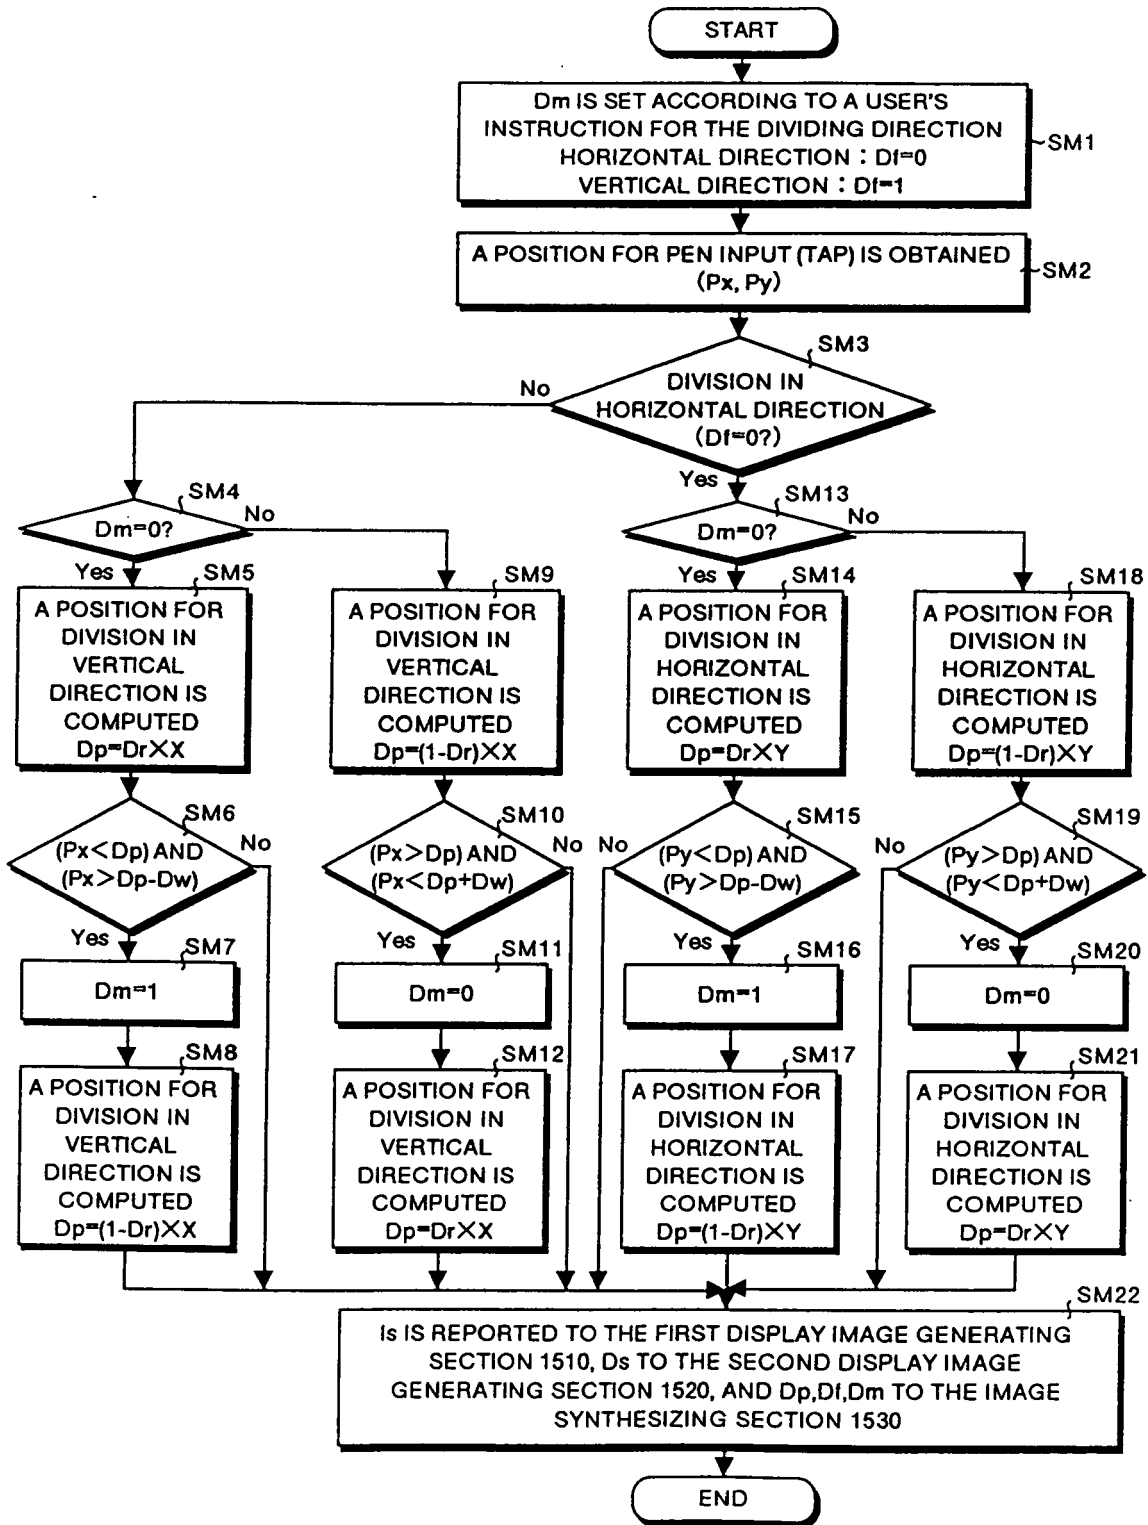 START
Dm IS SET ACCORDING TO A USER'S
INSTRUCTION FOR THE DIVIDING DIRECTION
HORIZONTAL DIRECTION : Df=0
VERTICAL DIRECTION : Df=1
SM1
A POSITION FOR PEN INPUT (TAP) IS OBTAINED
(Px, Py)
SM2
SM3
DIVISION IN
HORIZONTAL DIRECTION
(Df=0?)
No
Yes
SM4
Dm=0?
No
Yes
SM13
Dm=0?
No
Yes
SM5
A POSITION FOR
DIVISION IN
VERTICAL
DIRECTION IS
COMPUTED
Dp=Dr×X
SM9
A POSITION FOR
DIVISION IN
VERTICAL
DIRECTION IS
COMPUTED
Dp=(1-Dr)×X
SM14
A POSITION FOR
DIVISION IN
HORIZONTAL
DIRECTION IS
COMPUTED
Dp=Dr×Y
SM18
A POSITION FOR
DIVISION IN
HORIZONTAL
DIRECTION IS
COMPUTED
Dp=(1-Dr)×Y
SM6
(Px<Dp) AND
(Px>Dp-Dw)
No
Yes
SM10
(Px>Dp) AND
(Px<Dp+Dw)
No
Yes
SM15
(Py<Dp) AND
(Py>Dp-Dw)
No
Yes
SM19
(Py>Dp) AND
(Py<Dp+Dw)
No
Yes
SM7
Dm=1
SM11
Dm=0
SM16
Dm=1
SM20
Dm=0
SM8
A POSITION FOR
DIVISION IN
VERTICAL
DIRECTION IS
COMPUTED
Dp=(1-Dr)×X
SM12
A POSITION FOR
DIVISION IN
VERTICAL
DIRECTION IS
COMPUTED
Dp=Dr×X
SM17
A POSITION FOR
DIVISION IN
HORIZONTAL
DIRECTION IS
COMPUTED
Dp=(1-Dr)×Y
SM21
A POSITION FOR
DIVISION IN
HORIZONTAL
DIRECTION IS
COMPUTED
Dp=Dr×Y
SM22
Is IS REPORTED TO THE FIRST DISPLAY IMAGE GENERATING
SECTION 1510, Ds TO THE SECOND DISPLAY IMAGE
GENERATING SECTION 1520, AND Dp,Df,Dm TO THE IMAGE
SYNTHESIZING SECTION 1530
END